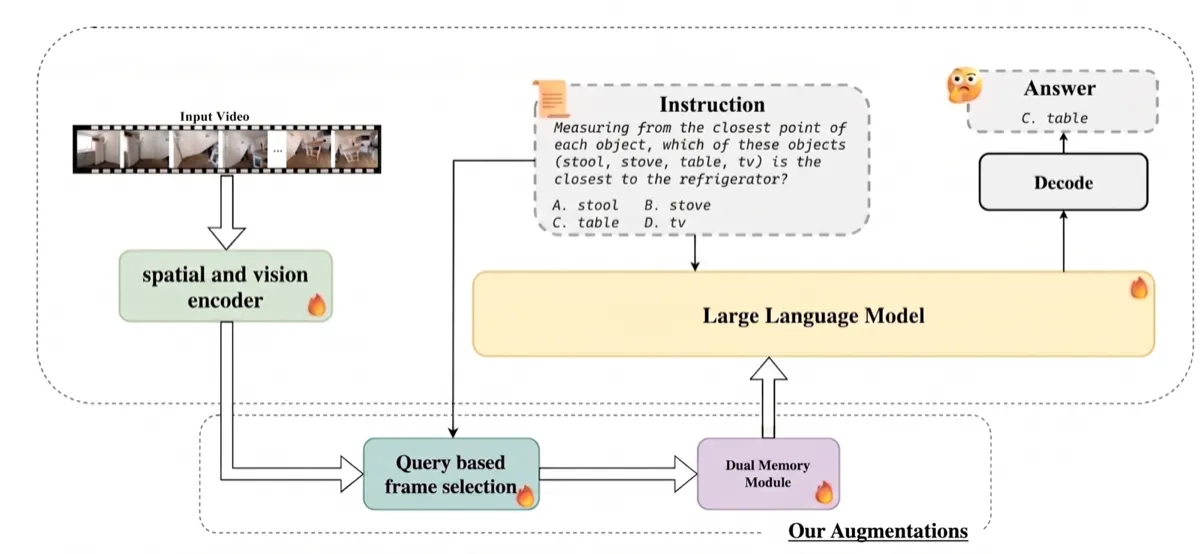 Input Video
...
spatial and vision
encoder
Instruction
Measuring from the closest point of
each object, which of these objects
(stool, stove, table, tv) is the
closest to the refrigerator?
A. stool B. stove
C. table D. tv
Answer
C. table
Decode
Large Language Model
Query based
frame selection
Dual Memory
Module
Our Augmentations